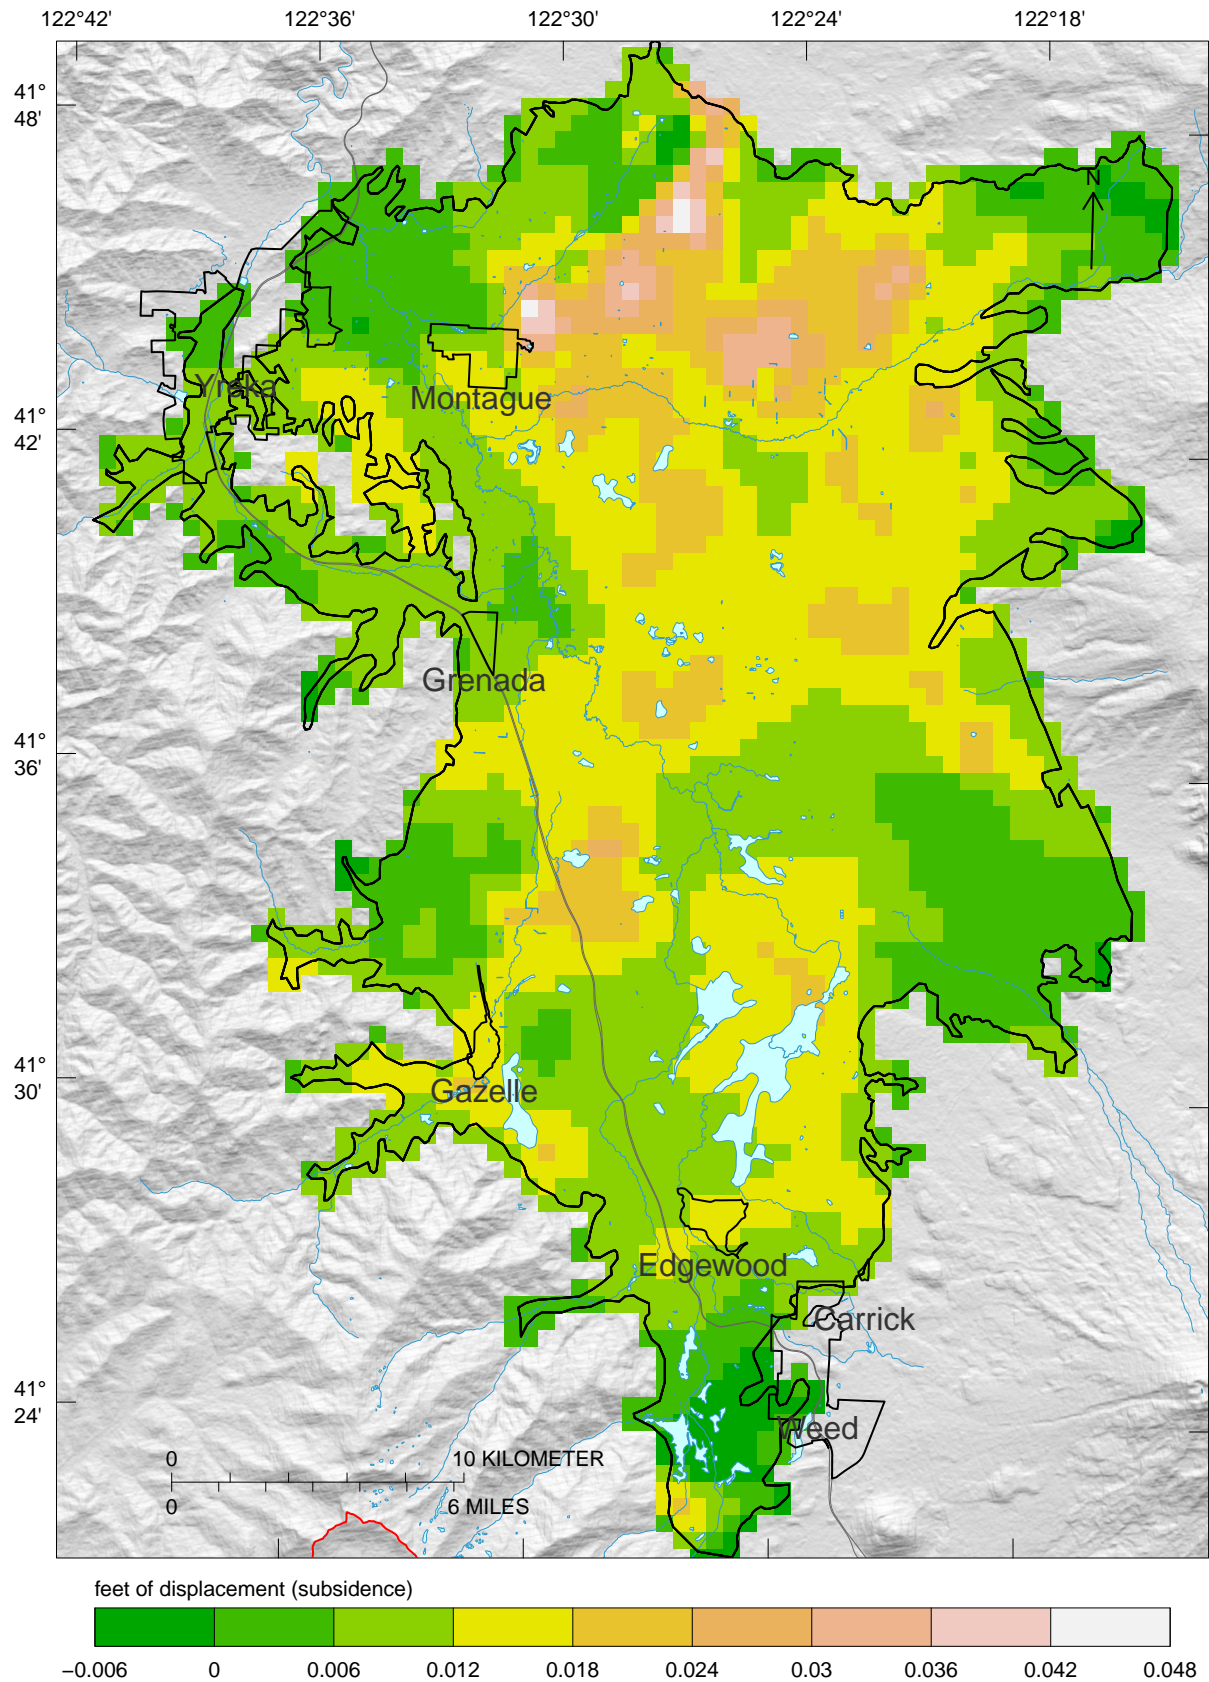 122°42' 122°36' 122°30' 122°24' 122°18'
41°
48'
N
Yreka
Montague
41°
42'
Grenada
41°
36'
41°
30'
Gazelle
Edgewood
Carrick
41°
24'
Weed
0 10 KILOMETER
0 6 MILES
feet of displacement (subsidence)
−0.006 0 0.006 0.012 0.018 0.024 0.03 0.036 0.042 0.048